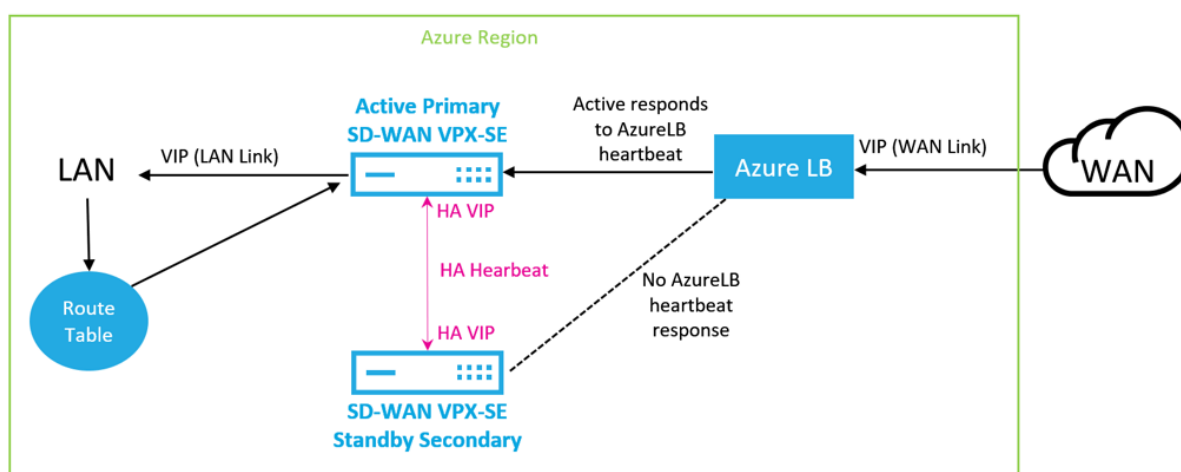 Azure Region
Active Primary
SD-WAN VPX-SE
Active responds
to AzureLB
heartbeat
VIP (LAN Link)
LAN
VIP (WAN Link)
Azure LB
WAN
HA VIP
HA Hearbeat
Route
Table
No AzureLB
heartbeat
response
HA VIP
SD-WAN VPX-SE
Standby Secondary